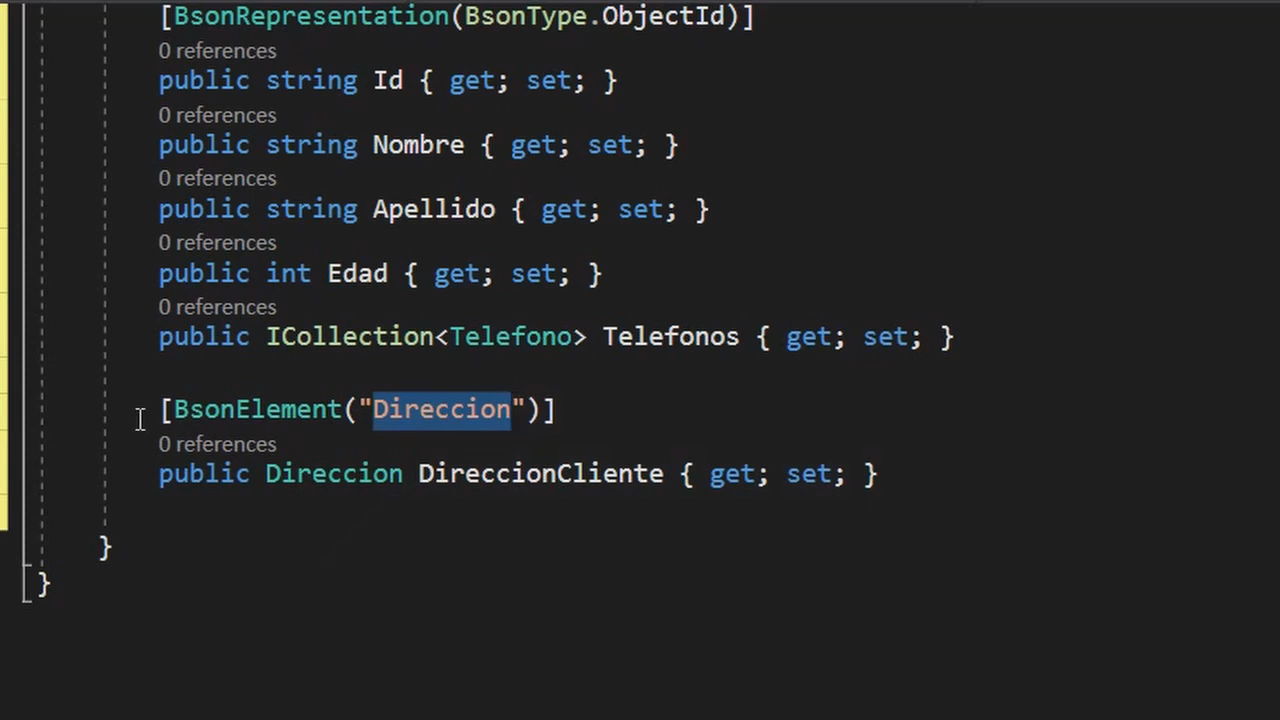 [BsonRepresentation(BsonType.ObjectId)]
0 references
public string Id { get; set; }
0 references
public string Nombre { get; set; }
0 references
public string Apellido { get; set; }
0 references
public int Edad { get; set; }
0 references
public ICollection<Telefono> Telefonos { get; set; }
[BsonElement("Direccion")]
0 references
public Direccion DireccionCliente { get; set; }
}
}